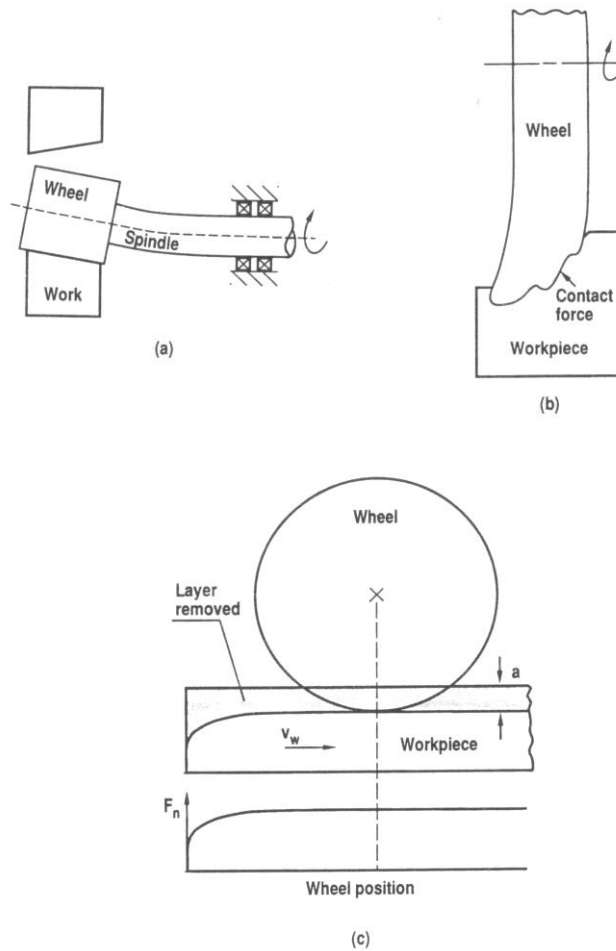 Wheel
Spindle
Work
(a)
Wheel
Contact
force
Workpiece
(b)
Wheel
Layer
removed
a
v_w
Workpiece
F_n
Wheel position
(c)